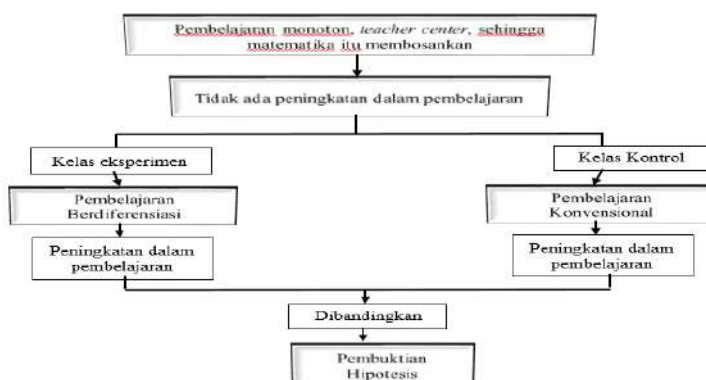 Pembelajaran monoton, teacher center, sehingga
matematika itu membosankan
Tidak ada peningkatan dalam pembelajaran
Kelas eksperimen
Kelas Kontrol
Pembelajaran
Berdiferensiasi
Pembelajaran
Konvensional
Peningkatan dalam
pembelajaran
Peningkatan dalam
pembelajaran
Dibandingkan
Pembuktian
Hipotesis